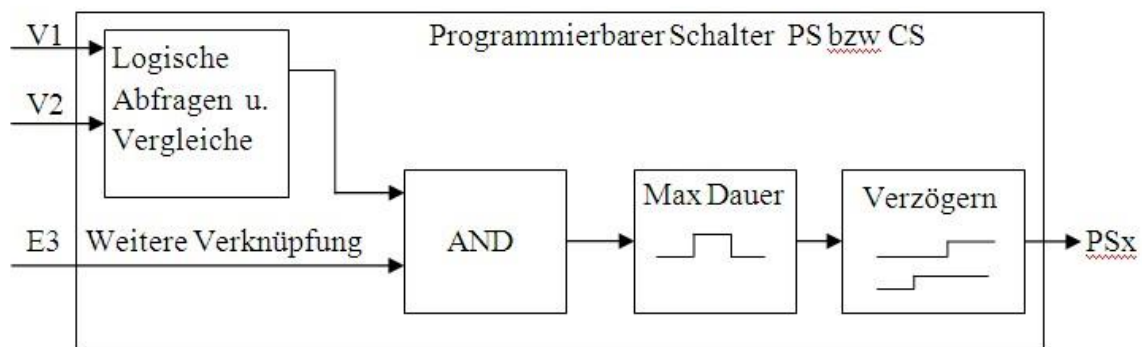 V1
Programmierbarer Schalter PS bzw CS
Logische
Abfragen u.
Vergleiche
V2
Max Dauer
Verzögern
E3 Weitere Verknüpfung
AND
PSx